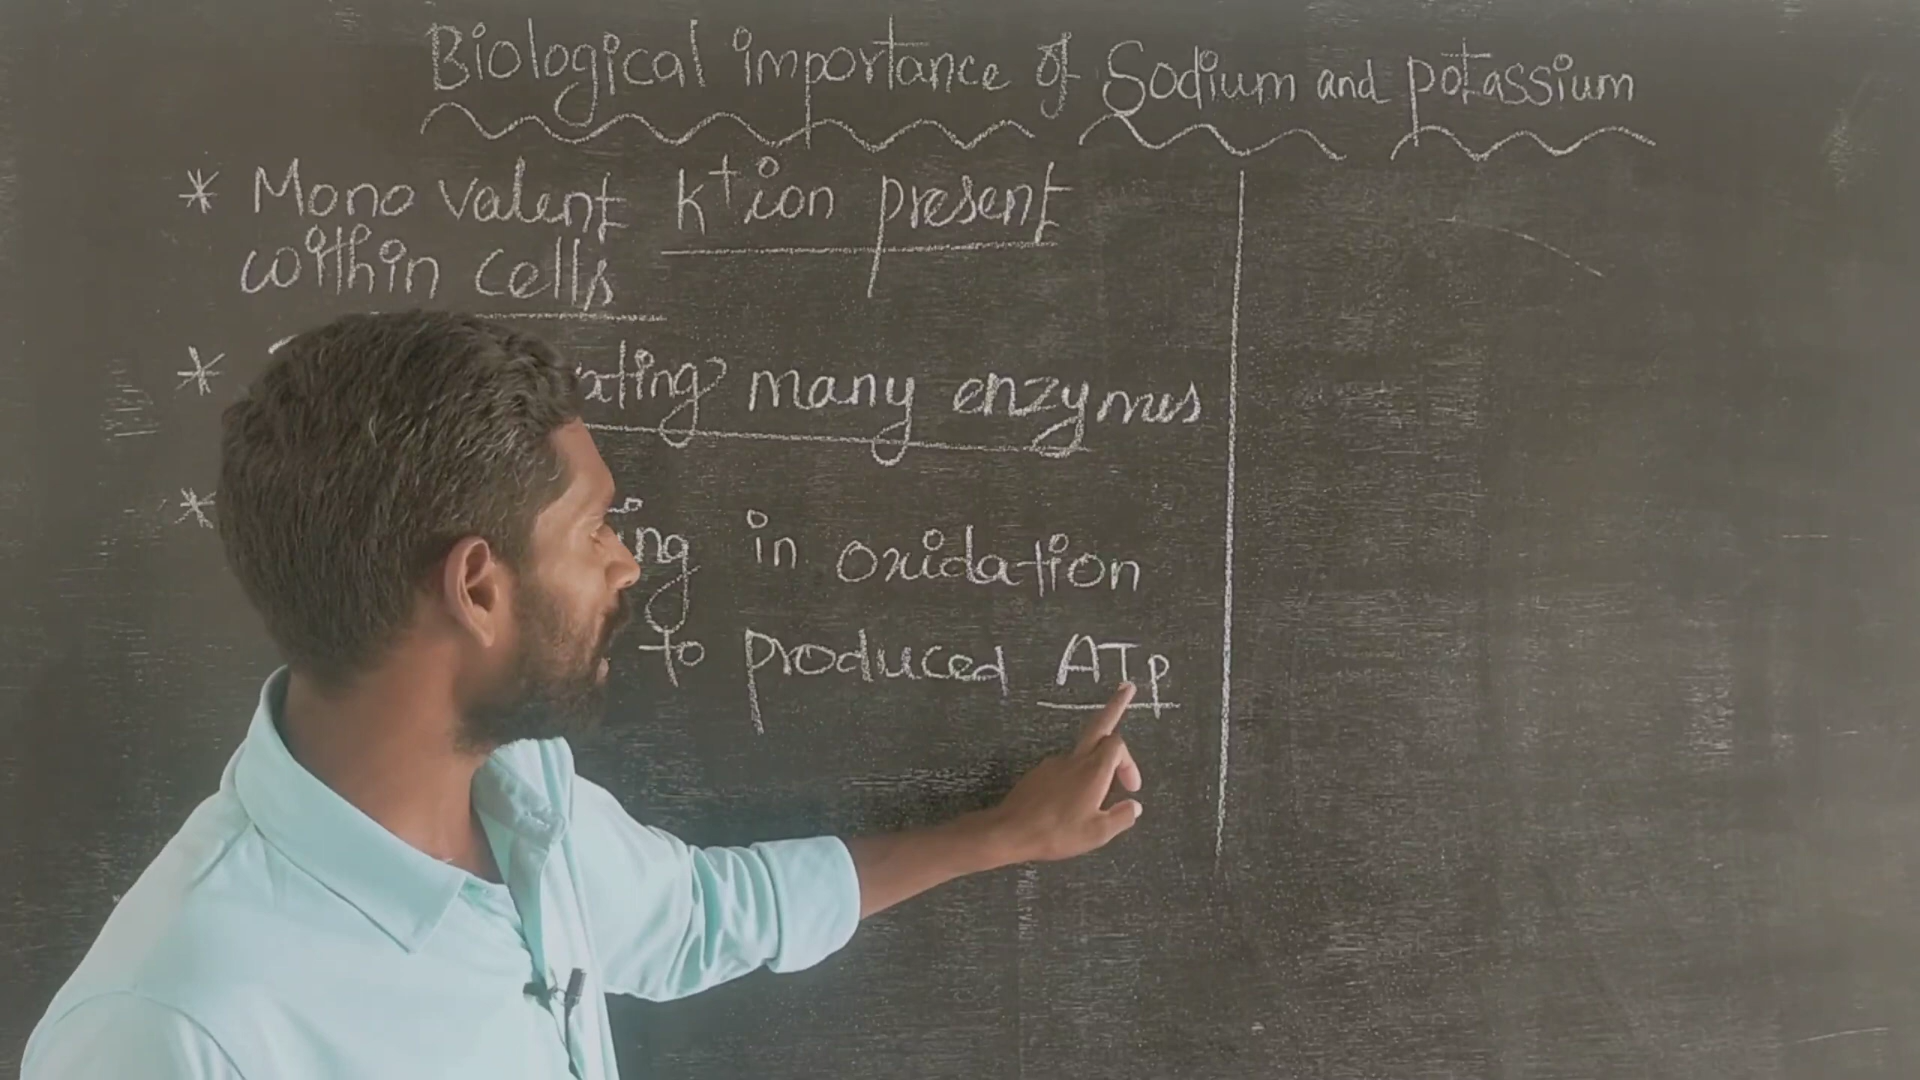 Biological importance of Sodium and potassium
* Mono valent k+ ion present
within cells
* many enzymes
* in oxidation
to produced ATp